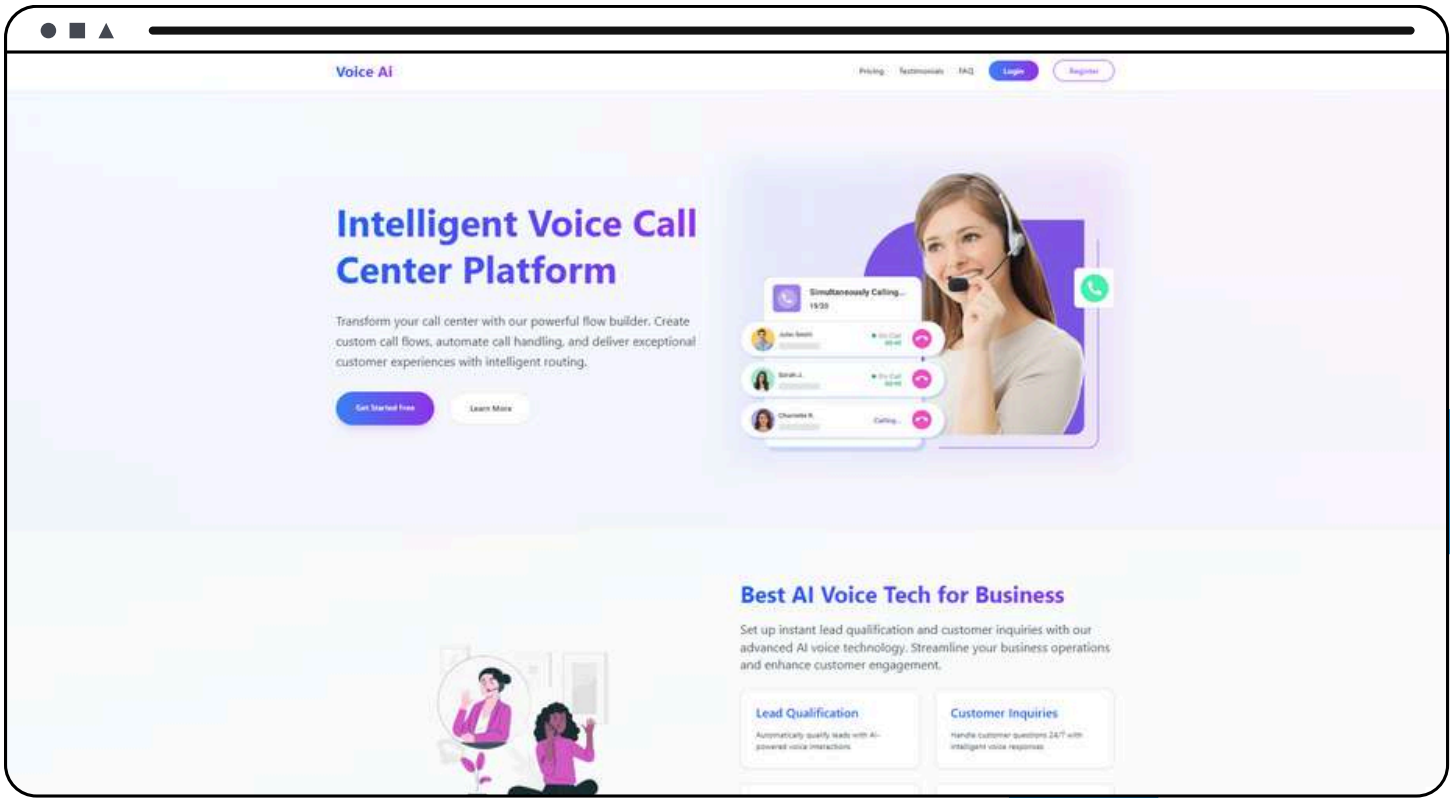 Voice Ai
Pricing Testimonials FAQ Login Register
Intelligent Voice Call
Center Platform
Transform your call center with our powerful flow builder. Create
custom call flows, automate call handling, and deliver exceptional
customer experiences with intelligent routing.
Get Started Free Learn More
Simultaneously Calling...
19/20
John Smith On Call
Sarah J. On Call
Charlotte R. Calling...
Best AI Voice Tech for Business
Set up instant lead qualification and customer inquiries with our
advanced AI voice technology. Streamline your business operations
and enhance customer engagement.
Lead Qualification
Automatically qualify leads with AI-
powered voice interactions
Customer Inquiries
Handle customer questions 24/7 with
intelligent voice responses